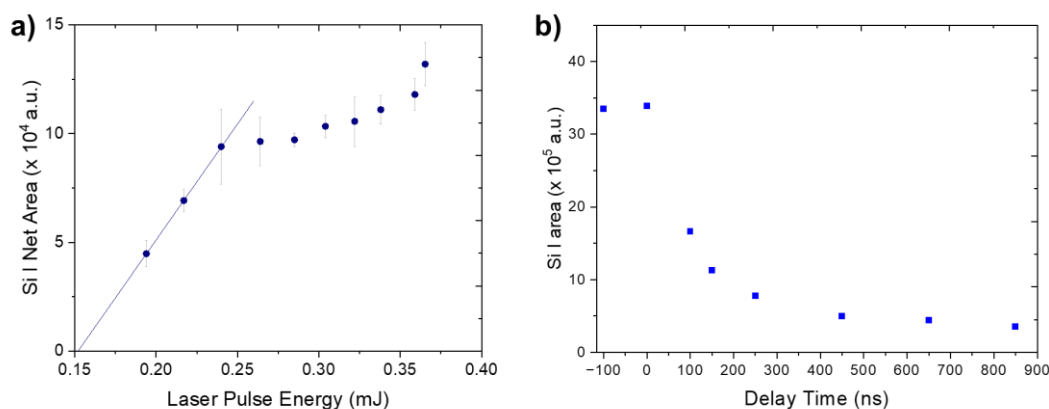 a)
Si I Net Area (x 10⁴ a.u.)
15
10
5
0
0.15 0.20 0.25 0.30 0.35 0.40
Laser Pulse Energy (mJ)
b)
Si I area (x 10⁵ a.u.)
40
30
20
10
0
−100 0 100 200 300 400 500 600 700 800 900
Delay Time (ns)